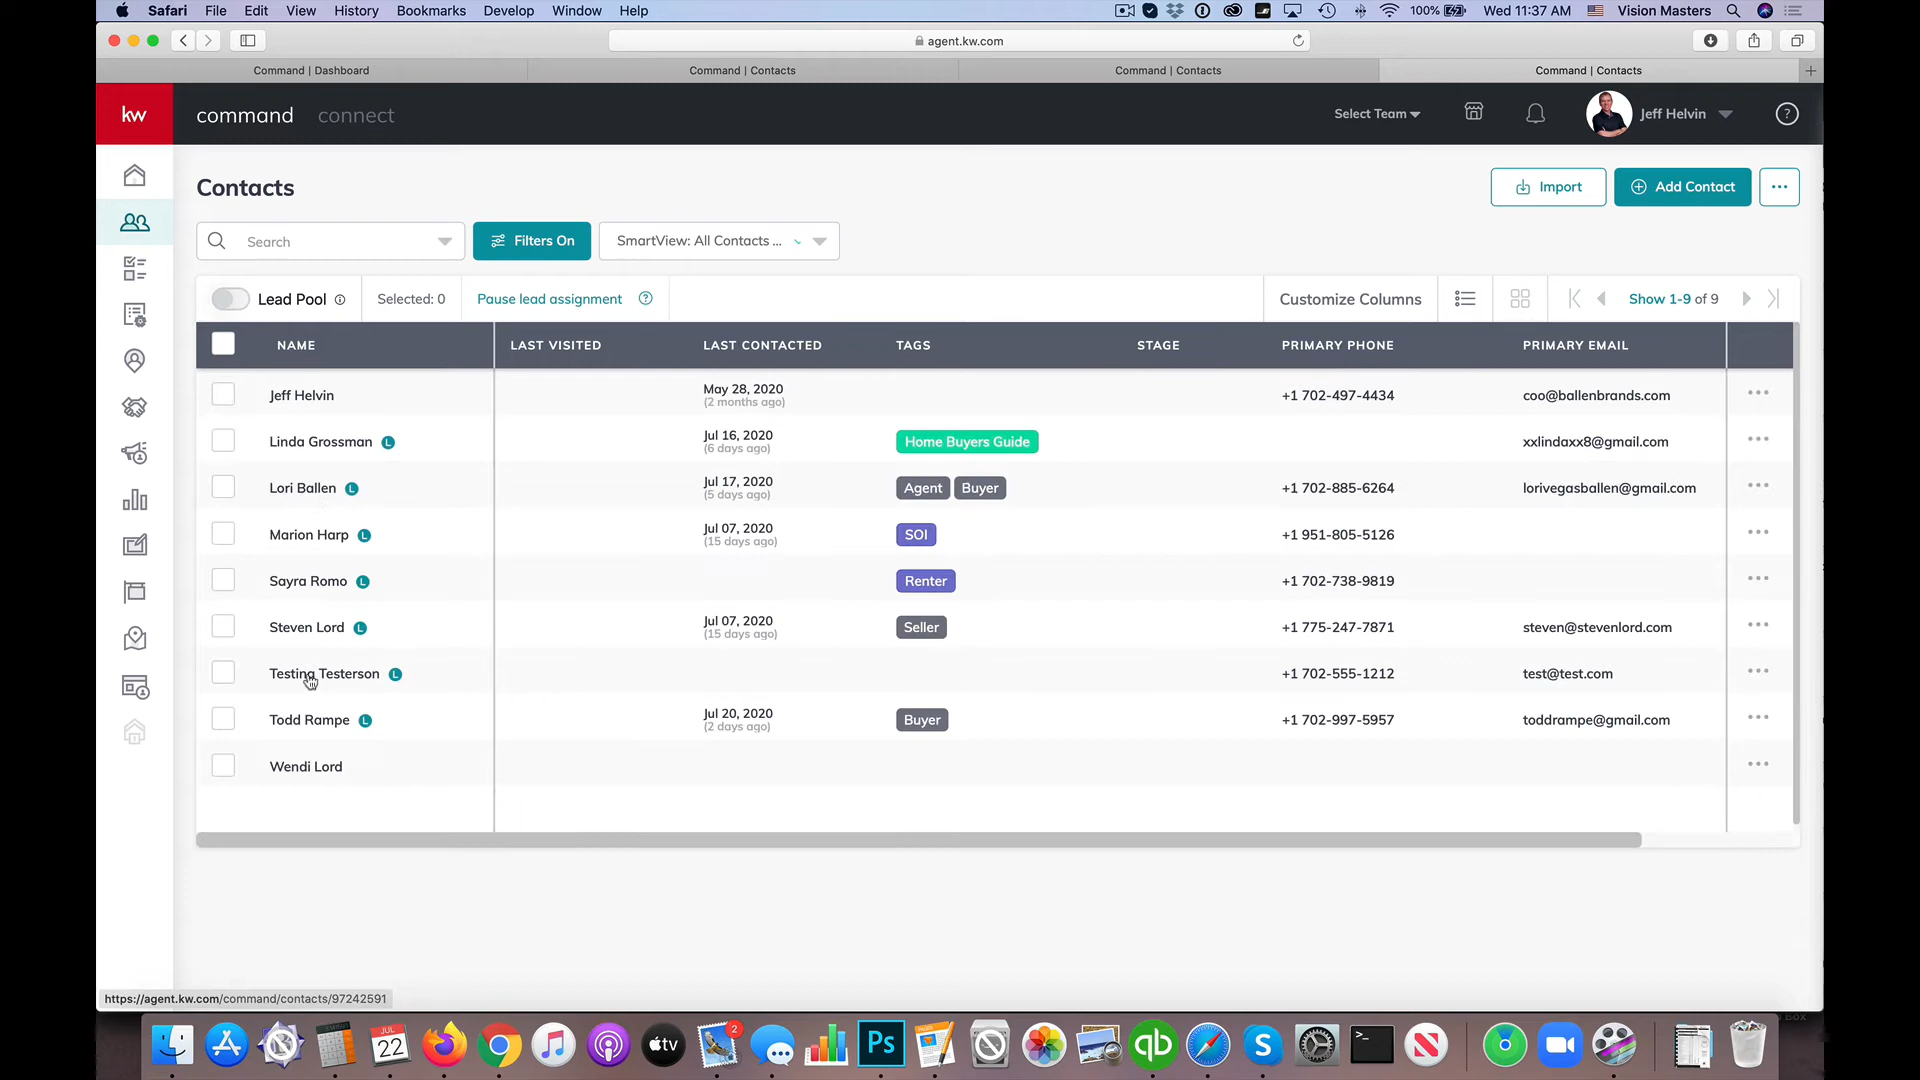 Safari File Edit View History Bookmarks Develop Window Help 100% Wed 11:37 AM Vision Masters
agent.kw.com
Command | Dashboard Command | Contacts Command | Contacts Command | Contacts
kw command connect Select Team Jeff Helvin ?
Contacts Import Add Contact ...
Search Filters On SmartView: All Contacts ...
Lead Pool Selected: 0 Pause lead assignment ? Customize Columns Show 1-9 of 9
NAME LAST VISITED LAST CONTACTED TAGS STAGE PRIMARY PHONE PRIMARY EMAIL
Jeff Helvin May 28, 2020 +1 702-497-4434 coo@ballenbrands.com
(2 months ago)
Linda Grossman L Jul 16, 2020 Home Buyers Guide xxlindaxx8@gmail.com
(6 days ago)
Lori Ballen L Jul 17, 2020 Agent Buyer +1 702-885-6264 lorivegasballen@gmail.com
(5 days ago)
Marion Harp L Jul 07, 2020 SOI +1 951-805-5126
(15 days ago)
Sayra Romo L Renter +1 702-738-9819
Steven Lord L Jul 07, 2020 Seller +1 775-247-7871 steven@stevenlord.com
(15 days ago)
Testing Testerson L +1 702-555-1212 test@test.com
Todd Rampe L Jul 20, 2020 Buyer +1 702-997-5957 toddrampe@gmail.com
(2 days ago)
Wendi Lord
https://agent.kw.com/command/contacts/97242591
JUL 22 tv 2 Ps qb S >_ N